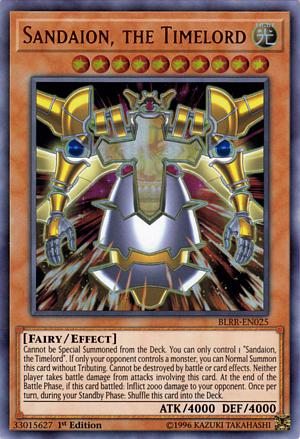 SANDAION, THE TIMELORD
LIGHT
光
BLRR-EN025
[FAIRY/EFFECT]
Cannot be Special Summoned from the Deck. You can only control 1 "Sandaion,
the Timelord". If only your opponent controls a monster, you can Normal Summon
this card without Tributing. Cannot be destroyed by battle or card effects. Neither
player takes battle damage from attacks involving this card. At the end of the
Battle Phase, if this card battled: Inflict 2000 damage to your opponent. Once per
turn, during your Standby Phase: Shuffle this card into the Deck.
ATK/4000 DEF/4000
33015627 1st Edition ©1996 KAZUKI TAKAHASHI